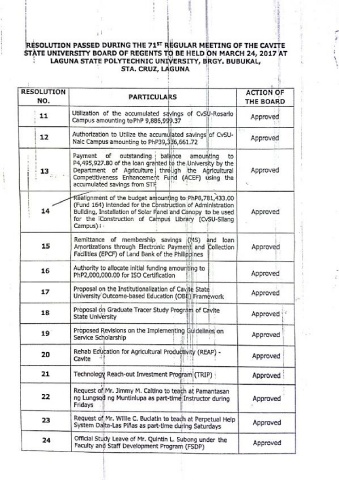 RESOLUTION PASSED DURING THE 71ST REGULAR MEETING OF THE CAVITE
STATE UNIVERSITY BOARD OF REGENTS TO BE HELD ON MARCH 24, 2017 AT
LAGUNA STATE POLYTECHNIC UNIVERSITY, BRGY. BUBUKAL,
STA. CRUZ, LAGUNA
RESOLUTION NO. PARTICULARS ACTION OF THE BOARD
11 Utilization of the accumulated savings of CvSU-Rosario
Campus amounting to PhP 9,886,999.37 Approved
12 Authorization to Utilize the accumulated savings of CvSU-
Naic Campus amounting to PhP39,336,661.72 Approved
13 Payment of outstanding balance amounting to
P4,495,927.80 of the loan granted to the University by the
Department of Agriculture through the Agricultural
Competitiveness Enhancement Fund (ACEF) using the
accumulated savings from STF Approved
14 Realignment of the budget amounting to PhP8,781,433.00
(Fund 164) intended for the Construction of Administration
Building, Installation of Solar Panel and Canopy to be used
for the Construction of Campus Library (CvSU-Silang
Campus) Approved
15 Remittance of membership savings (MS) and loan
Amortizations through Electronic Payment and Collection
Facilities (EPCF) of Land Bank of the Philippines Approved
16 Authority to allocate initial funding amounting to
PhP2,000,000.00 for ISO Certification Approved
17 Proposal on the Institutionalization of Cavite State
University Outcome-based Education (OBE) Framework Approved
18 Proposal on Graduate Tracer Study Program of Cavite
State University Approved
19 Proposed Revisions on the Implementing Guidelines on
Service Scholarship Approved
20 Rehab Education for Agricultural Productivity (REAP) -
Cavite Approved
21 Technology Reach-out Investment Program (TRIP) Approved
22 Request of Mr. Jimmy M. Caltino to teach at Pamantasan
ng Lungsod ng Muntinlupa as part-time Instructor during
Fridays Approved
23 Request of Mr. Willie C. Buclatin to teach at Perpetual Help
System Dalta-Las Piñas as part-time during Saturdays Approved
24 Official Study Leave of Mr. Quintin L. Subong under the
Faculty and Staff Development Program (FSDP) Approved